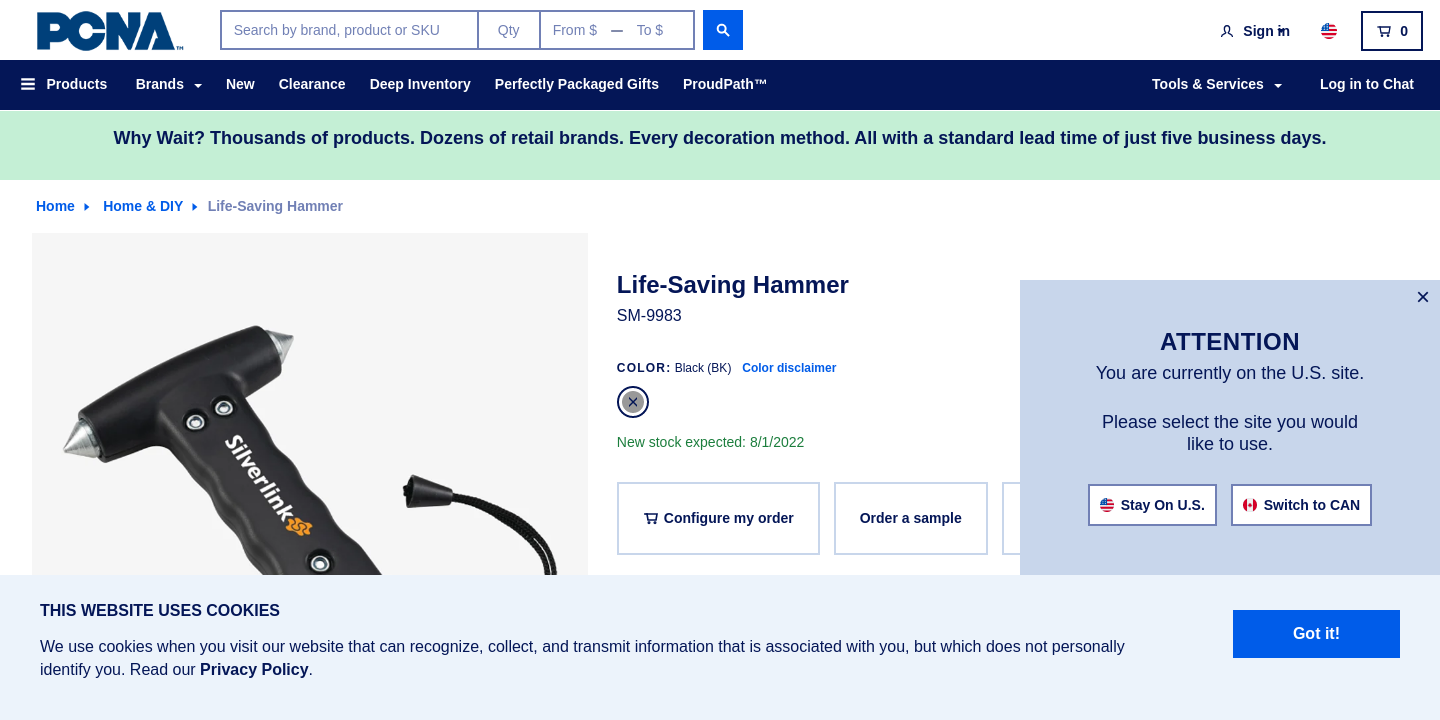 PCNA™
Search by brand, product or SKU
Qty
From $ — To $
Sign in
0
Products
Brands
New
Clearance
Deep Inventory
Perfectly Packaged Gifts
ProudPath™
Tools & Services
Log in to Chat
Why Wait? Thousands of products. Dozens of retail brands. Every decoration method. All with a standard lead time of just five business days.
Home
Home & DIY
Life-Saving Hammer
Silverlink
Life-Saving Hammer
SM-9983
COLOR: Black (BK) Color disclaimer
New stock expected: 8/1/2022
Configure my order
Order a sample
×
ATTENTION
You are currently on the U.S. site.
Please select the site you would
like to use.
Stay On U.S.
Switch to CAN
THIS WEBSITE USES COOKIES
We use cookies when you visit our website that can recognize, collect, and transmit information that is associated with you, but which does not personally
identify you. Read our Privacy Policy.
Got it!